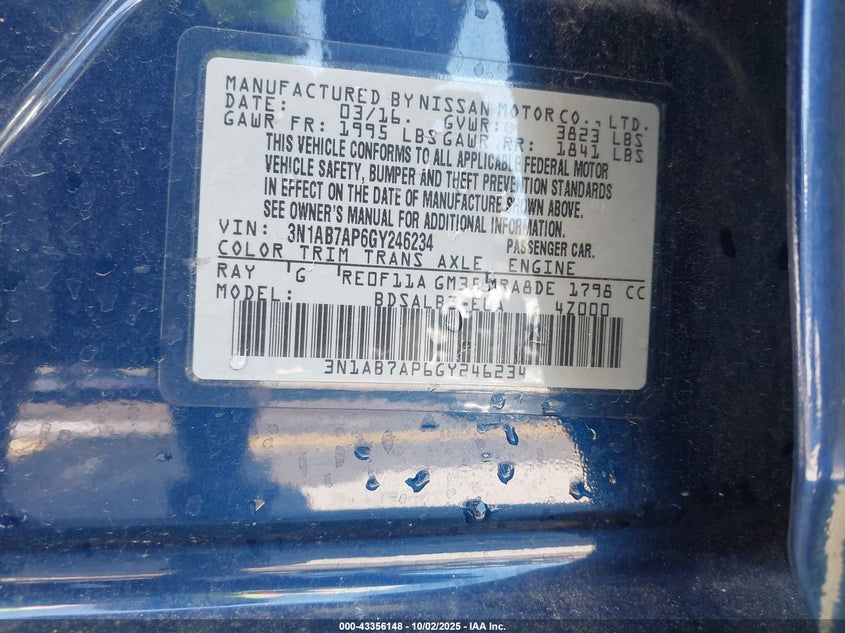 MANUFACTURED BY NISSAN MOTOR CO., LTD.
DATE: 03/16. GVWR: 3823 LBS
GAWR FR: 1995 LBS GAWR RR: 1841 LBS
THIS VEHICLE CONFORMS TO ALL APPLICABLE FEDERAL MOTOR
VEHICLE SAFETY, BUMPER AND THEFT PREVENTION STANDARDS
IN EFFECT ON THE DATE OF MANUFACTURE SHOWN ABOVE.
SEE OWNER'S MANUAL FOR ADDITIONAL INFORMATION.
VIN: 3N1AB7AP6GY246234 PASSENGER CAR.
COLOR TRIM TRANS AXLE ENGINE
RAY G RE0F11A MRA8DE 1798 CC
MODEL: 4Z000
3N1AB7AP6GY246234
000-43356148 - 10/02/2025 - IAA Inc.